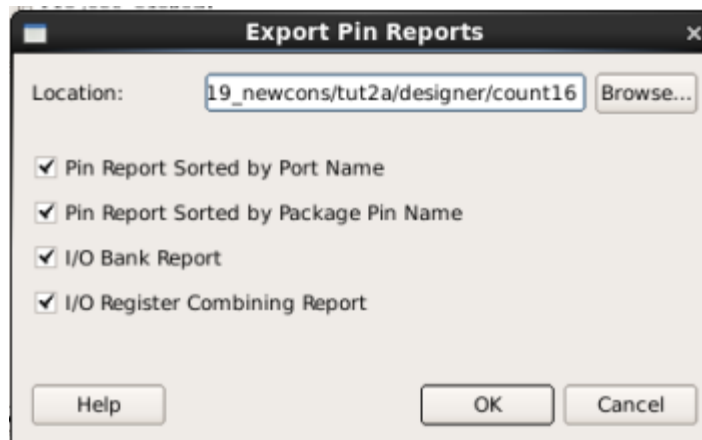 Export Pin Reports
Location: 19_newcons/tut2a/designer/count16 Browse...
Pin Report Sorted by Port Name
Pin Report Sorted by Package Pin Name
I/O Bank Report
I/O Register Combining Report
Help OK Cancel